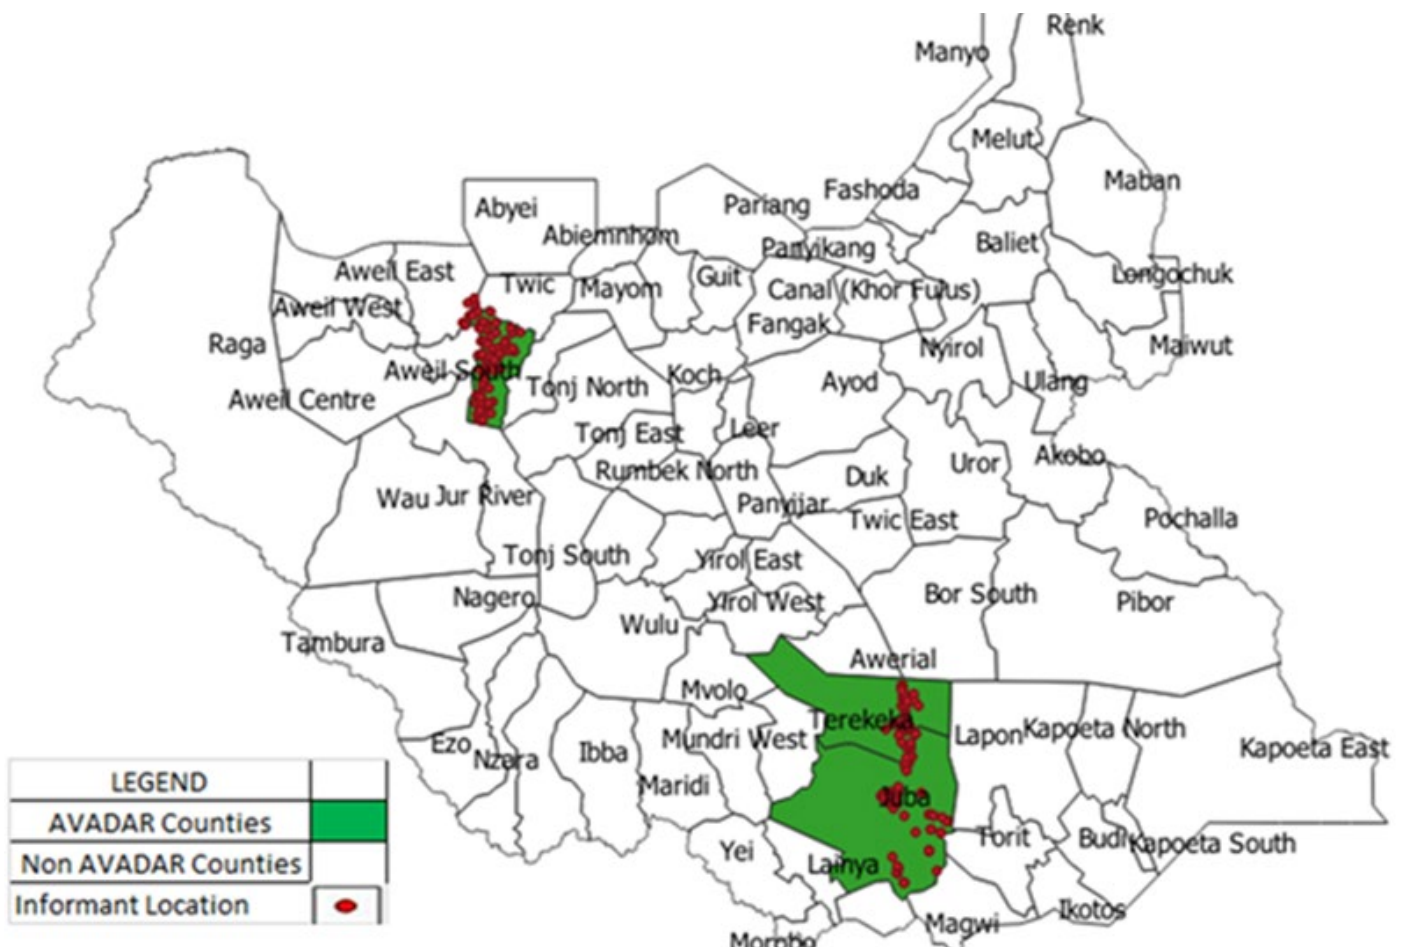 Renk
Manyo
Melut
Maban
Fashoda
Pariang
Abyei
Abiemnhom
Panyikang
Baliet
Aweil East
Twic
Mayom
Guit
Canal (Khor Fulus)
Longochuk
Aweil West
Fangak
Raga
Nyirol
Maiwut
Aweil South
Tonj North
Koch
Ayod
Ulang
Aweil Centre
Tonj East
Leer
Rumbek North
Duk
Uror
Akobo
Wau
Jur River
Panyijar
Twic East
Pochalla
Tonj South
Yirol East
Nagero
Yirol West
Bor South
Pibor
Wulu
Tambura
Awerial
Mvolo
Terekeka
Ezo
Nzara
Ibba
Mundri West
Lapon
Kapoeta North
Kapoeta East
Maridi
Juba
Yei
Lainya
Torit
Budi
Kapoeta South
Magwi
Ikotos
Morobo
LEGEND
AVADAR Counties
Non AVADAR Counties
Informant Location